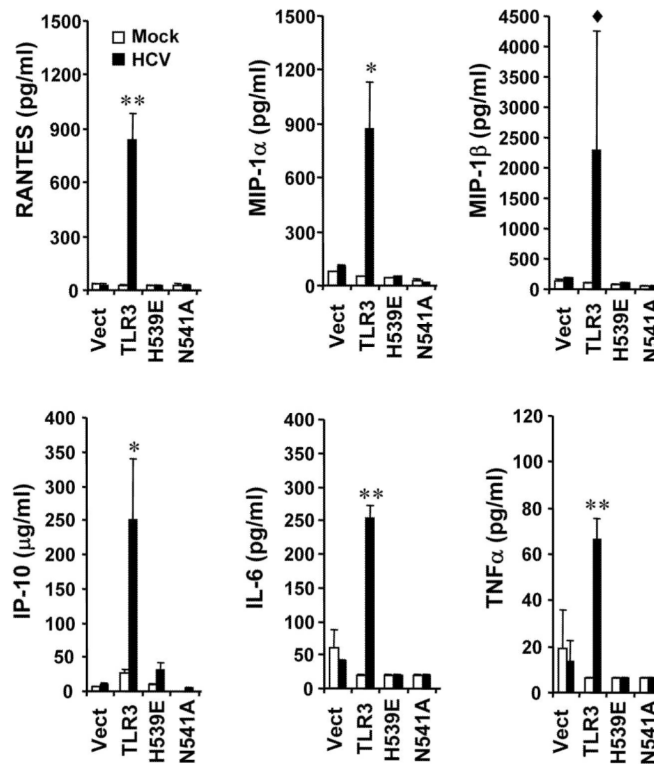 RANTES (pg/ml)
1500
1200
900
600
300
0
Mock
HCV
**
Vect
TLR3
H539E
N541A
MIP-1α (pg/ml)
1500
1200
900
600
300
0
*
Vect
TLR3
H539E
N541A
MIP-1β (pg/ml)
4500
4000
3500
3000
2500
2000
1500
1000
500
0
♦
Vect
TLR3
H539E
N541A
IP-10 (μg/ml)
400
350
300
250
200
150
100
50
0
*
Vect
TLR3
H539E
N541A
IL-6 (pg/ml)
400
350
300
250
200
150
100
50
0
**
Vect
TLR3
H539E
N541A
TNFα (pg/ml)
120
100
80
60
40
20
0
**
Vect
TLR3
H539E
N541A